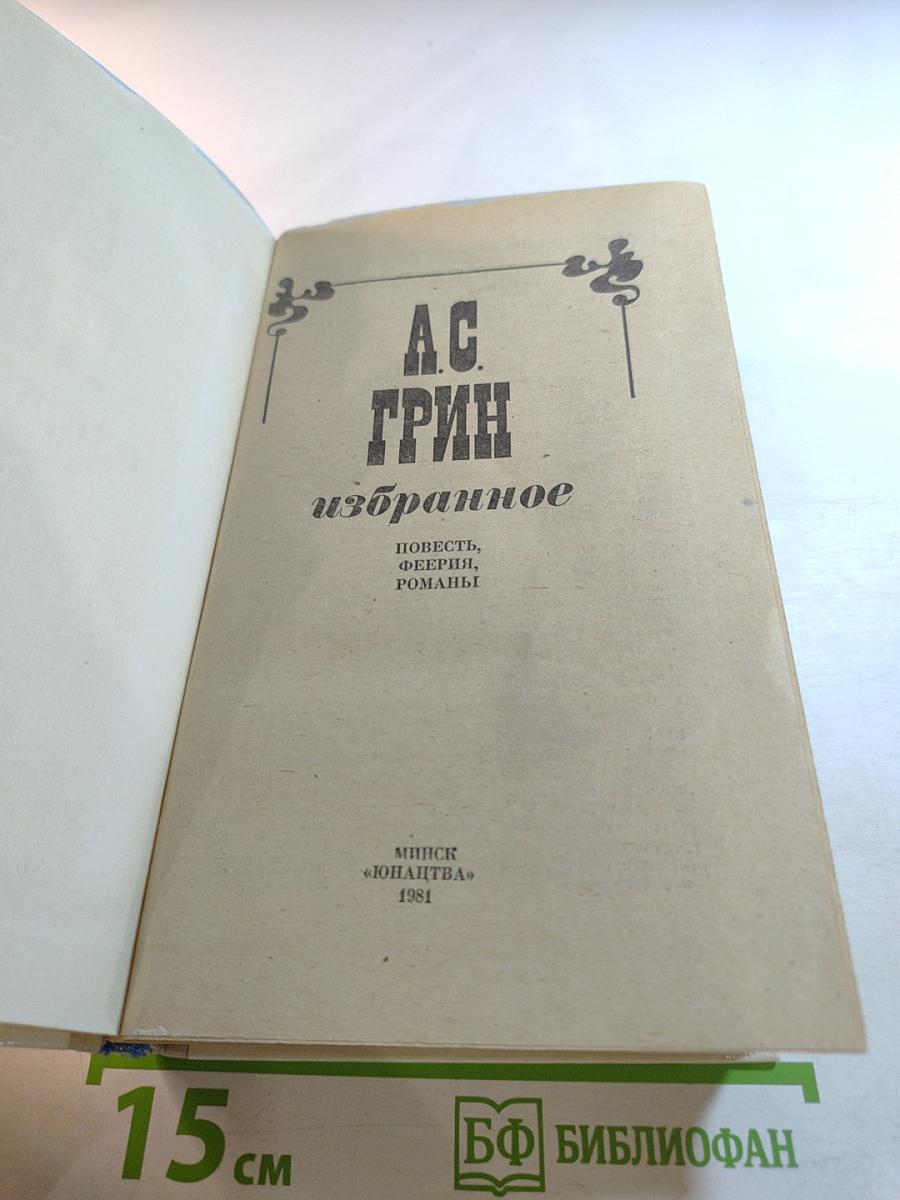 А.С.
ГРИН
избранное
ПОВЕСТЬ,
ФЕЕРИЯ,
РОМАНЫ
МИНСК
«ЮНАЦТВА»
1981
15 см
БФ БИБЛИОФАН